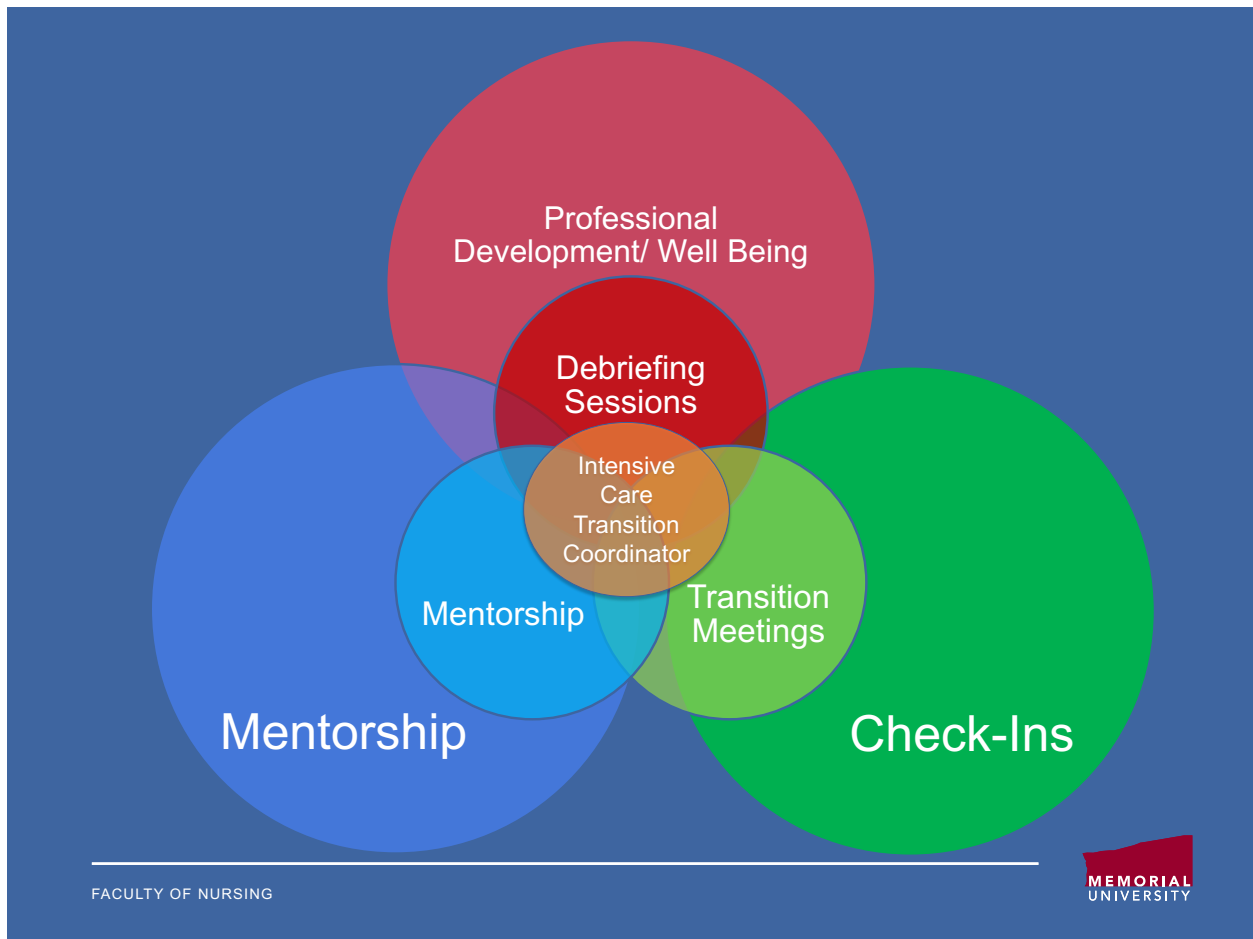 Professional
Development/ Well Being
Debriefing
Sessions
Intensive
Care
Transition
Coordinator
Mentorship
Transition
Meetings
Mentorship
Check-Ins
FACULTY OF NURSING
MEMORIAL
UNIVERSITY